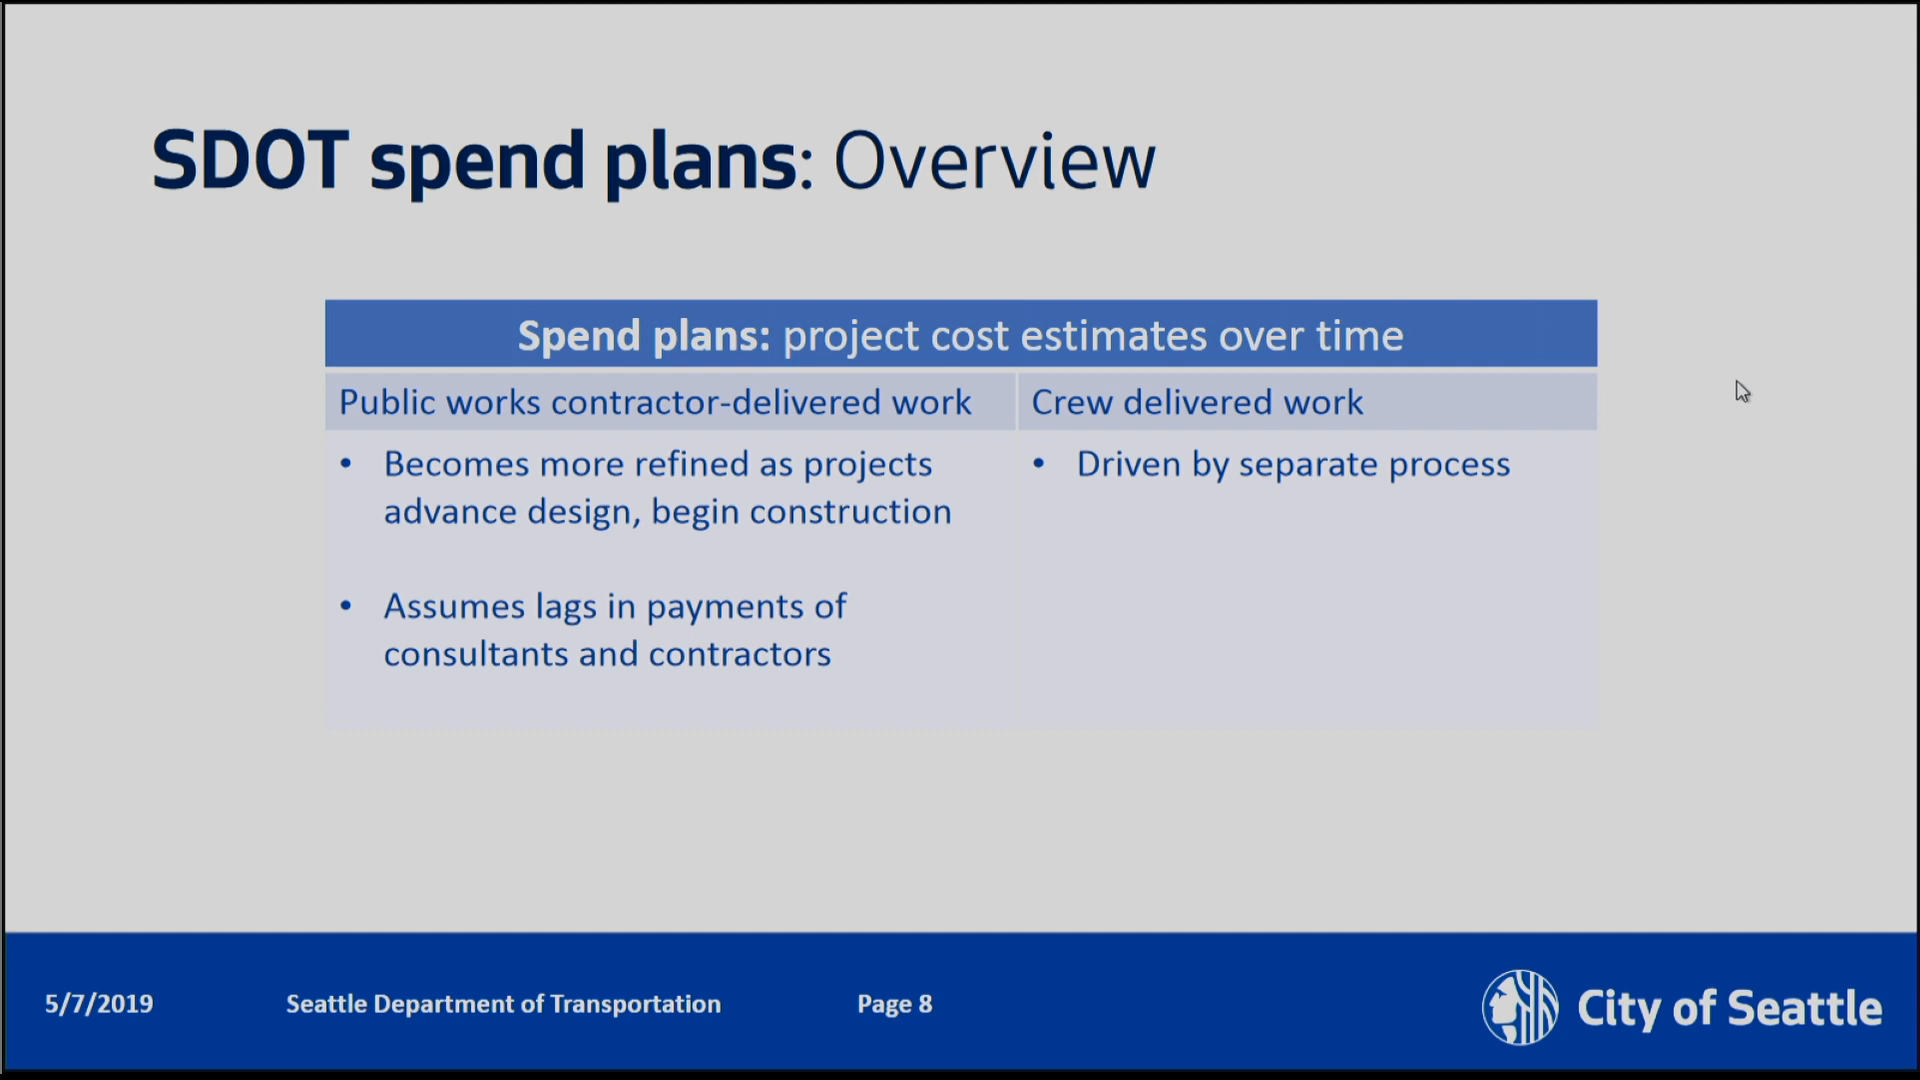 SDOT spend plans: Overview
Spend plans: project cost estimates over time
Public works contractor-delivered work
Crew delivered work
• Becomes more refined as projects
advance design, begin construction
• Assumes lags in payments of
consultants and contractors
• Driven by separate process
5/7/2019
Seattle Department of Transportation
Page 8
City of Seattle